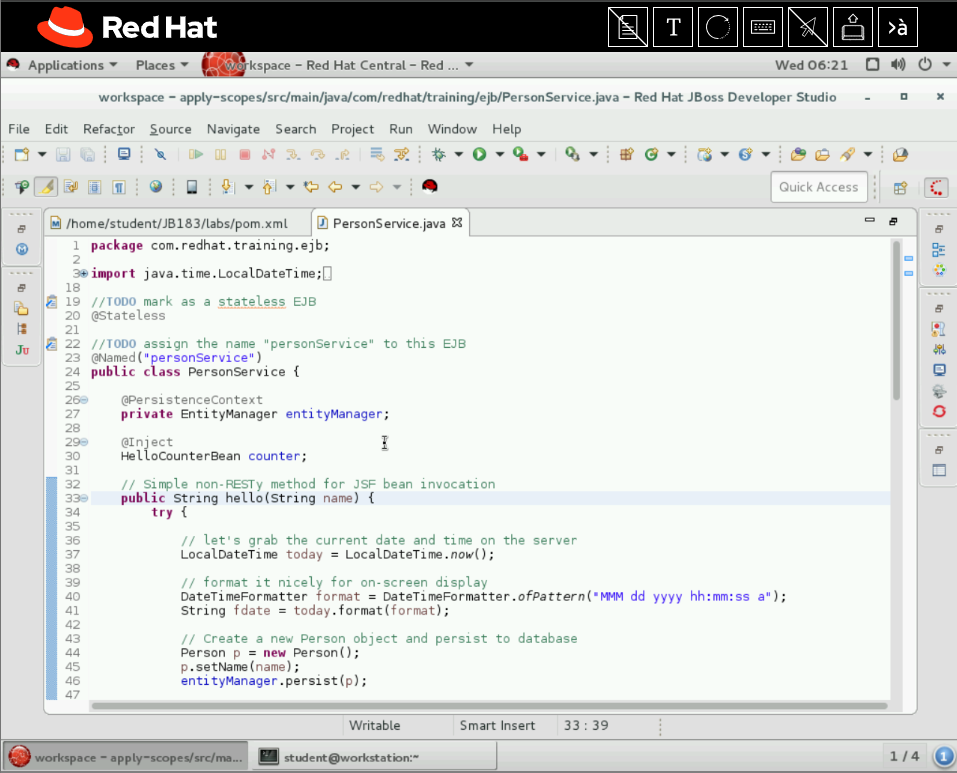 Red Hat
T
>à
Applications Places workspace – Red Hat Central – Red ... Wed 06:21
workspace – apply-scopes/src/main/java/com/redhat/training/ejb/PersonService.java – Red Hat JBoss Developer Studio
File Edit Refactor Source Navigate Search Project Run Window Help
Quick Access
/home/student/JB183/labs/pom.xml PersonService.java
1 package com.redhat.training.ejb;
2
3 import java.time.LocalDateTime;
18
19 //TODO mark as a stateless EJB
20 @Stateless
21
22 //TODO assign the name "personService" to this EJB
23 @Named("personService")
24 public class PersonService {
25
26 @PersistenceContext
27 private EntityManager entityManager;
28
29 @Inject
30 HelloCounterBean counter;
31
32 // Simple non-RESTy method for JSF bean invocation
33 public String hello(String name) {
34 try {
35
36 // let's grab the current date and time on the server
37 LocalDateTime today = LocalDateTime.now();
38
39 // format it nicely for on-screen display
40 DateTimeFormatter format = DateTimeFormatter.ofPattern("MMM dd yyyy hh:mm:ss a");
41 String fdate = today.format(format);
42
43 // Create a new Person object and persist to database
44 Person p = new Person();
45 p.setName(name);
46 entityManager.persist(p);
47
Ju
Writable Smart Insert 33 : 39
workspace – apply-scopes/src/ma... student@workstation:~ 1 / 4 1